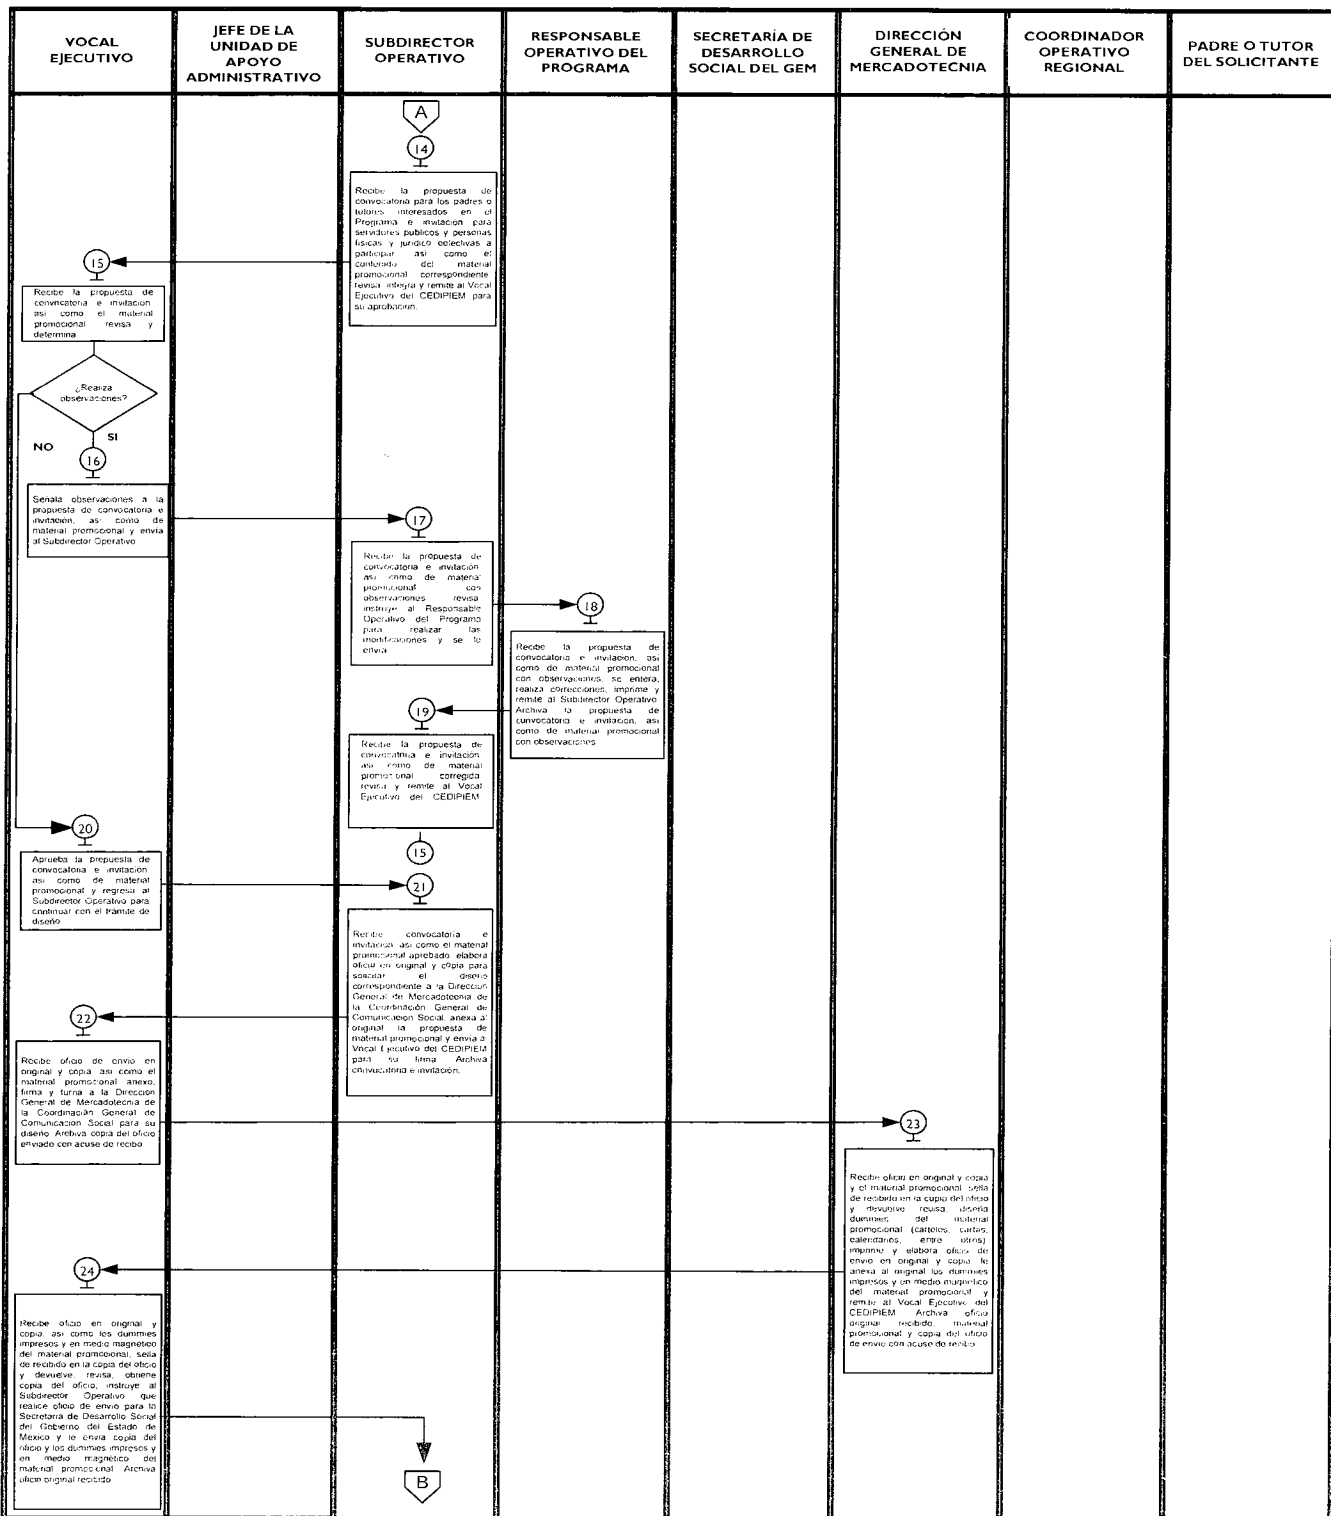 VOCAL
EJECUTIVO
JEFE DE LA
UNIDAD DE
APOYO
ADMINISTRATIVO
SUBDIRECTOR
OPERATIVO
RESPONSABLE
OPERATIVO DEL
PROGRAMA
SECRETARÍA DE
DESARROLLO
SOCIAL DEL GEM
DIRECCIÓN
GENERAL DE
MERCADOTECNIA
COORDINADOR
OPERATIVO
REGIONAL
PADRE O TUTOR
DEL SOLICITANTE
A
14
Recibe la propuesta de
convocatoria para los padres o
tutores interesados en el
Programa e invitación para
servidores públicos y personas
físicas y jurídico colectivas a
participar así como el
contenido del material
promocional correspondiente,
revisa, integra y remite al Vocal
Ejecutivo del CEDIPIEM para
su aprobación.
15
Recibe la propuesta de
convocatoria e invitación
así como el material
promocional revisa y
determina
¿Realiza
observaciones?
NO
SI
16
Señala observaciones a la
propuesta de convocatoria e
invitación, así como de
material promocional y envía
al Subdirector Operativo
17
Recibe la propuesta de
convocatoria e invitación
así como de material
promocional con
observaciones revisa
instruye al Responsable
Operativo del Programa
para realizar las
modificaciones y se le
envía
18
Recibe la propuesta de
convocatoria e invitación, así
como de material promocional
con observaciones, se entera,
realiza correcciones, imprime y
remite al Subdirector Operativo
Archiva la propuesta de
convocatoria e invitación, así
como de material promocional
con observaciones
19
Recibe la propuesta de
convocatoria e invitación
así como de material
promocional corregida
revisa y remite al Vocal
Ejecutivo del CEDIPIEM
15
20
Aprueba la propuesta de
convocatoria e invitación
así como de material
promocional y regresa al
Subdirector Operativo para
continuar con el trámite de
diseño
21
Recibe convocatoria e
invitación así como el material
promocional aprobado elabora
oficio en original y copia para
solicitar el diseño
correspondiente a la Dirección
General de Mercadotecnia de
la Coordinación General de
Comunicación Social, anexa al
original la propuesta de
material promocional y envía al
Vocal Ejecutivo del CEDIPIEM
para su firma Archiva
convocatoria e invitación.
22
Recibe oficio de envío en
original y copia así como el
material promocional anexo,
firma y turna a la Dirección
General de Mercadotecnia de
la Coordinación General de
Comunicación Social para su
diseño Archiva copia del oficio
enviado con acuse de recibo
23
Recibe oficio en original y copia
y el material promocional, sella
de recibido en la copia del oficio
y devuelve revisa, diseña
dummies del material
promocional (carteles, cartas,
calendarios, entre otros)
imprime y elabora oficio de
envío en original y copia le
anexa al original los dummies
impresos y en medio magnético
del material promocional y
remite al Vocal Ejecutivo del
CEDIPIEM Archiva oficio
original recibido, material
promocional y copia del oficio
de envío con acuse de recibo
24
Recibe oficio en original y
copia, así como los dummies
impresos y en medio magnético
del material promocional, sella
de recibido en la copia del oficio
y devuelve, revisa, obtiene
copia del oficio, instruye al
Subdirector Operativo que
realice oficio de envío para la
Secretaría de Desarrollo Social
del Gobierno del Estado de
México y le envía copia del
oficio y los dummies impresos y
en medio magnético del
material promocional Archiva
oficio original recibido
B